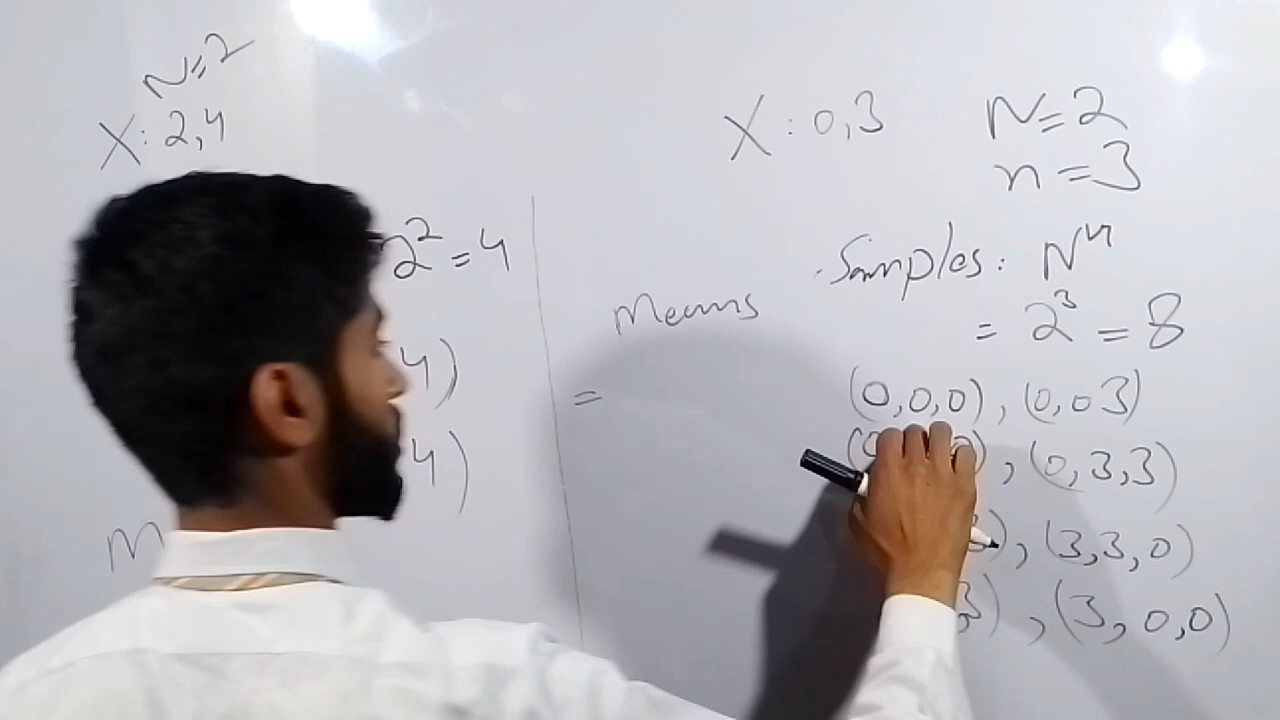 N=2
X: 2,4
2² = 4
4)
4)
M
X: 0,3
N=2
n=3
Samples: Nⁿ
= 2³ = 8
Means
=
(0,0,0), (0,0 3)
, (0,3,3)
), (3,3,0)
3), (3,0,0)